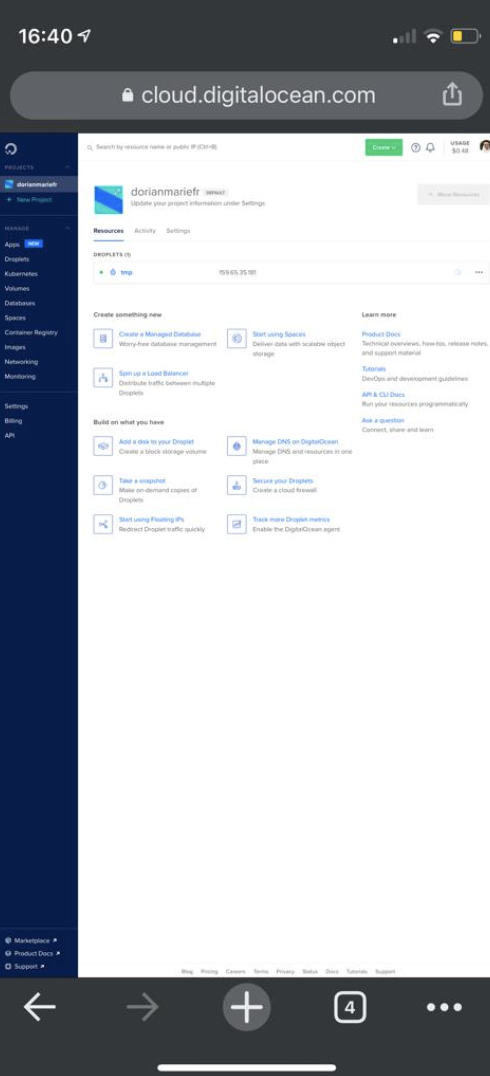 16:40
cloud.digitalocean.com
Search by resource name or public IP (Ctrl+B)
Create
USAGE
$0.48
PROJECTS
dorianmariefr
+ New Project
MANAGE
Apps NEW
Droplets
Kubernetes
Volumes
Databases
Spaces
Container Registry
Images
Networking
Monitoring
Settings
Billing
API
Marketplace
Product Docs
Support
dorianmariefr DEFAULT
Update your project information under Settings
Move Resources
Resources Activity Settings
DROPLETS (1)
tmp 159.65.35.181
Create something new
Create a Managed Database
Worry-free database management
Start using Spaces
Deliver data with scalable object
storage
Spin up a Load Balancer
Distribute traffic between multiple
Droplets
Learn more
Product Docs
Technical overviews, how-tos, release notes,
and support material
Tutorials
DevOps and development guidelines
API & CLI Docs
Run your resources programmatically
Ask a question
Connect, share and learn
Build on what you have
Add a disk to your Droplet
Create a block storage volume
Manage DNS on DigitalOcean
Manage DNS and resources in one
place
Take a snapshot
Make on-demand copies of
Droplets
Secure your Droplets
Create a cloud firewall
Start using Floating IPs
Redirect Droplet traffic quickly
Track more Droplet metrics
Enable the DigitalOcean agent
Blog Pricing Careers Terms Privacy Status Docs Tutorials Support
4